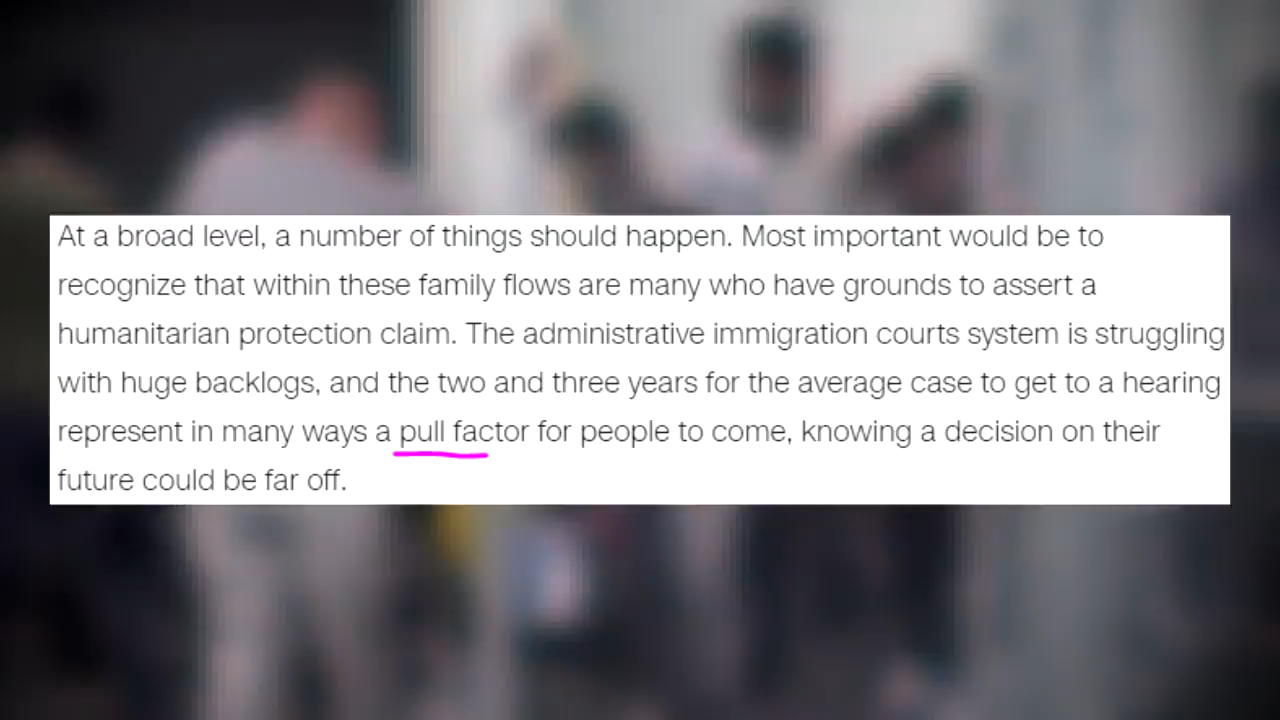 At a broad level, a number of things should happen. Most important would be to
recognize that within these family flows are many who have grounds to assert a
humanitarian protection claim. The administrative immigration courts system is struggling
with huge backlogs, and the two and three years for the average case to get to a hearing
represent in many ways a pull factor for people to come, knowing a decision on their
future could be far off.